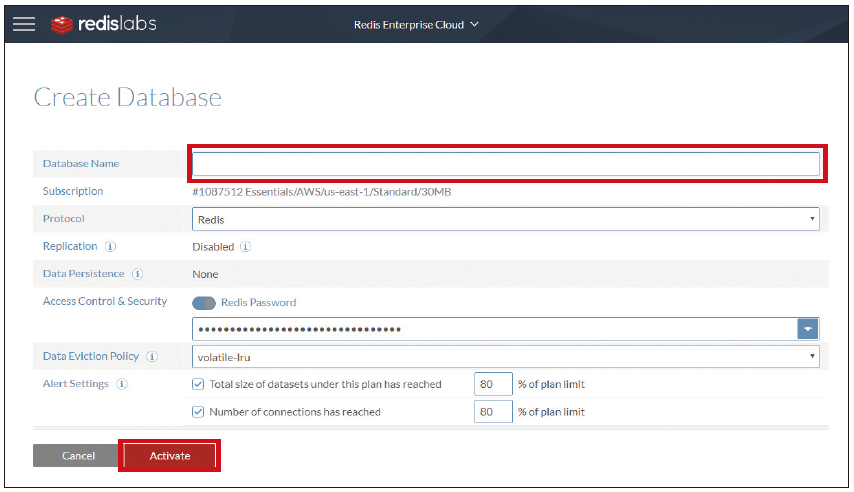 redislabs
Redis Enterprise Cloud
Create Database
Database Name
Subscription #1087512 Essentials/AWS/us-east-1/Standard/30MB
Protocol Redis
Replication i Disabled i
Data Persistence i None
Access Control & Security Redis Password
••••••••••••••••••••••••••••••••
Data Eviction Policy i volatile-lru
Alert Settings i Total size of datasets under this plan has reached 80 % of plan limit
Number of connections has reached 80 % of plan limit
Cancel Activate